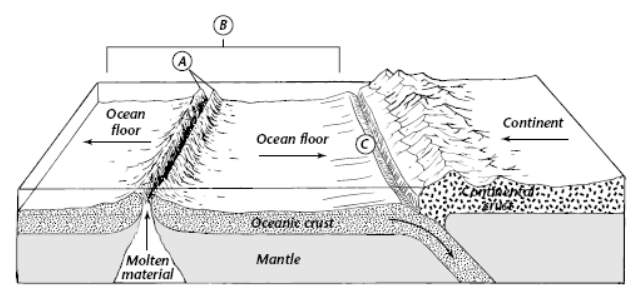 B
A
Ocean
floor
Ocean floor
Continent
C
Continental
crust
Oceanic crust
Molten
material
Mantle